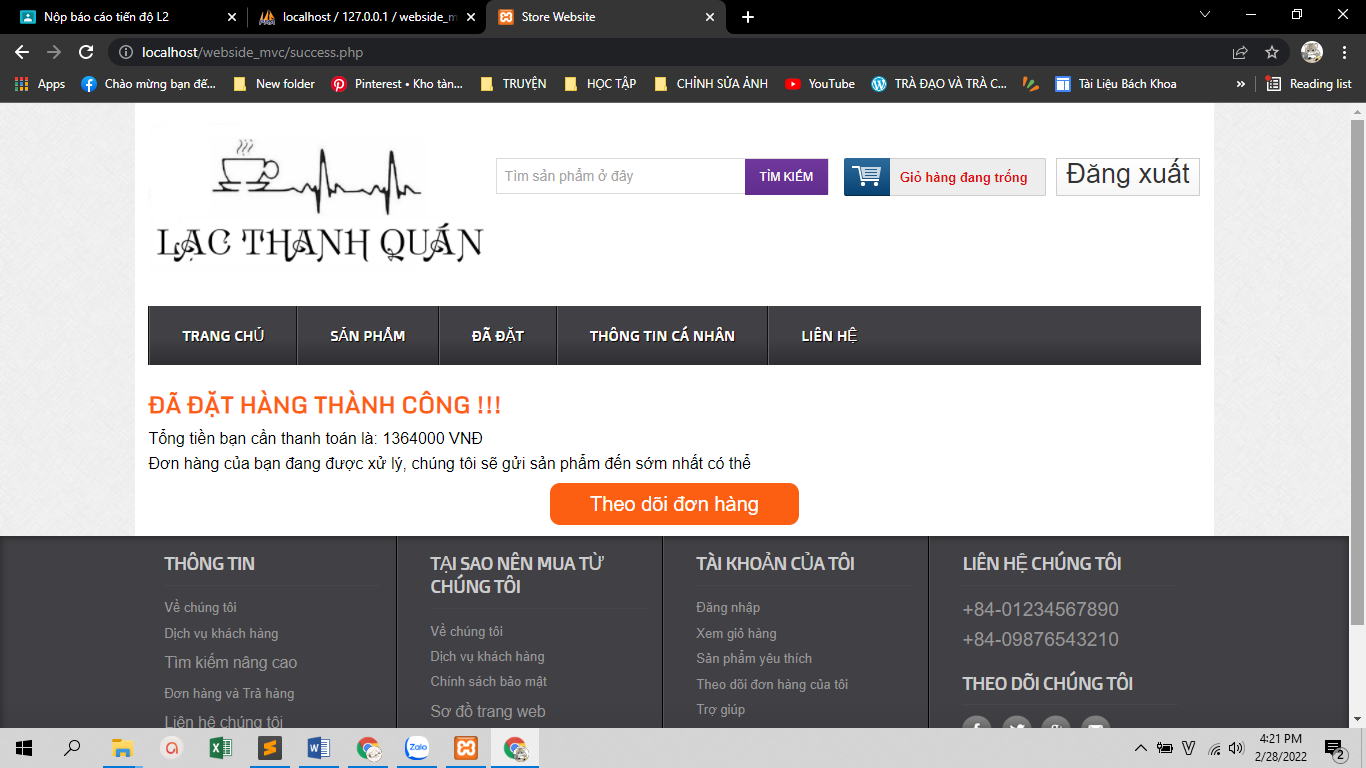 Nộp báo cáo tiến độ L2
localhost / 127.0.0.1 / webside_m
Store Website
localhost/webside_mvc/success.php
Apps
Chào mừng bạn đế...
New folder
Pinterest • Kho tàn...
TRUYỆN
HỌC TẬP
CHỈNH SỬA ẢNH
YouTube
TRÀ ĐẠO VÀ TRÀ C...
Tài Liệu Bách Khoa
»
Reading list
LẠC THANH QUÁN
Tìm sản phẩm ở đây
TÌM KIẾM
Giỏ hàng đang trống
Đăng xuất
TRANG CHỦ
SẢN PHẨM
ĐÃ ĐẶT
THÔNG TIN CÁ NHÂN
LIÊN HỆ
ĐÃ ĐẶT HÀNG THÀNH CÔNG !!!
Tổng tiền bạn cần thanh toán là: 1364000 VNĐ
Đơn hàng của bạn đang được xử lý, chúng tôi sẽ gửi sản phẩm đến sớm nhất có thể
Theo dõi đơn hàng
THÔNG TIN
Về chúng tôi
Dịch vụ khách hàng
Tìm kiếm nâng cao
Đơn hàng và Trả hàng
Liên hệ chúng tôi
TẠI SAO NÊN MUA TỪ
CHÚNG TÔI
Về chúng tôi
Dịch vụ khách hàng
Chính sách bảo mật
Sơ đồ trang web
TÀI KHOẢN CỦA TÔI
Đăng nhập
Xem giỏ hàng
Sản phẩm yêu thích
Theo dõi đơn hàng của tôi
Trợ giúp
LIÊN HỆ CHÚNG TÔI
+84-01234567890
+84-09876543210
THEO DÕI CHÚNG TÔI
Zalo
4:21 PM
2/28/2022
2